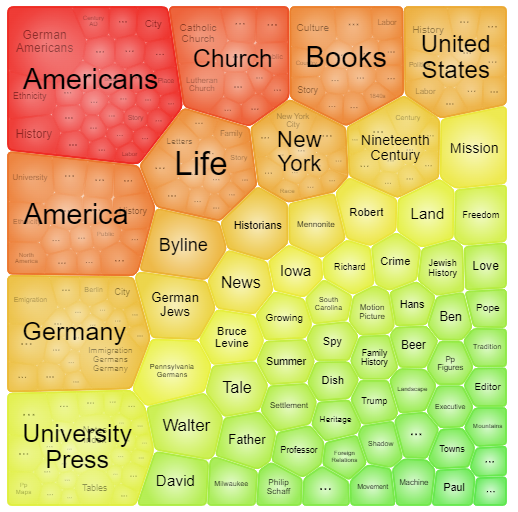 Century
AD
City
German
Americans
Americans
Ethnicity
Place
Story
History
Labor
Catholic
Church
Church
Lutheran
Church
Culture
Labor
Books
Story
History
United
States
Labor
University
America
History
Public
North
America
Letters
Family
Life
Story
New York
City
New
York
Race
Century
Nineteenth
Century
Mission
Emigration
Berlin
City
Germany
Immigration
Germans
Germany
Byline
Historians
Mennonite
Robert
Land
Freedom
German
Jews
News
Iowa
Richard
Crime
Jewish
History
Love
Pennsylvania
Germans
Bruce
Levine
Growing
South
Carolina
Motion
Picture
Hans
Ben
Pope
University
Press
Pp
Maps
Tables
Tale
Summer
Spy
Family
History
Beer
Pp
Figures
Tradition
Walter
Father
Settlement
Dish
Trump
Landscape
Executive
Editor
Heritage
Professor
Foreign
Relations
Shadow
...
Towns
Mountains
...
David
Milwaukee
Philip
Schaff
...
Movement
Machine
Paul
...